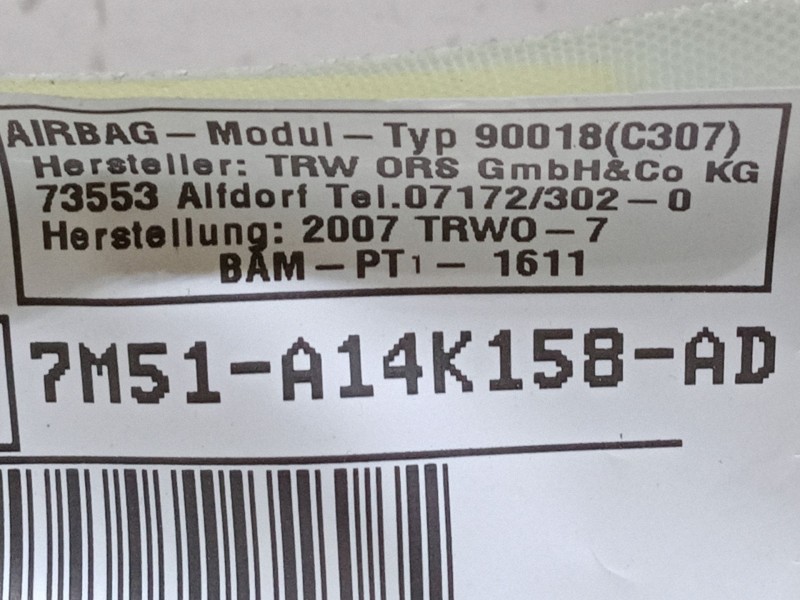 AIRBAG – Modul – Typ 90018(C307)
Hersteller: TRW ORS GmbH&Co KG
73553 Alfdorf Tel.07172/302 – 0
Herstellung: 2007 TRWO – 7
BAM – PT1 – 1611
7M51-A14K158-AD